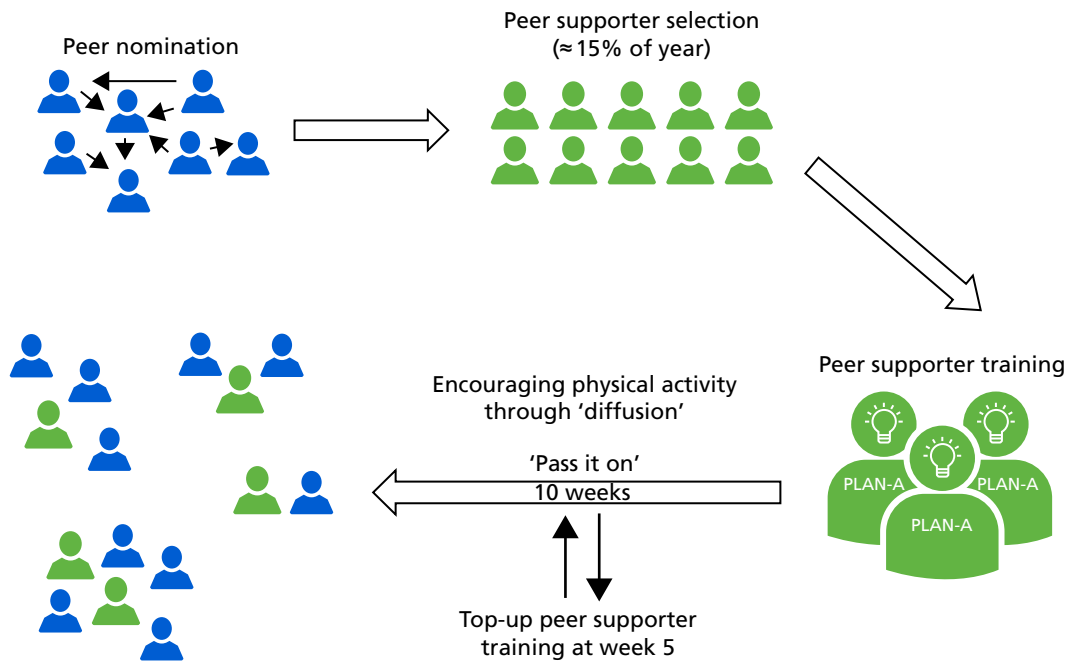 Peer nomination
Peer supporter selection
(≈15% of year)
Peer supporter training
PLAN-A
PLAN-A
PLAN-A
Encouraging physical activity
through ‘diffusion’
‘Pass it on’
10 weeks
Top-up peer supporter
training at week 5